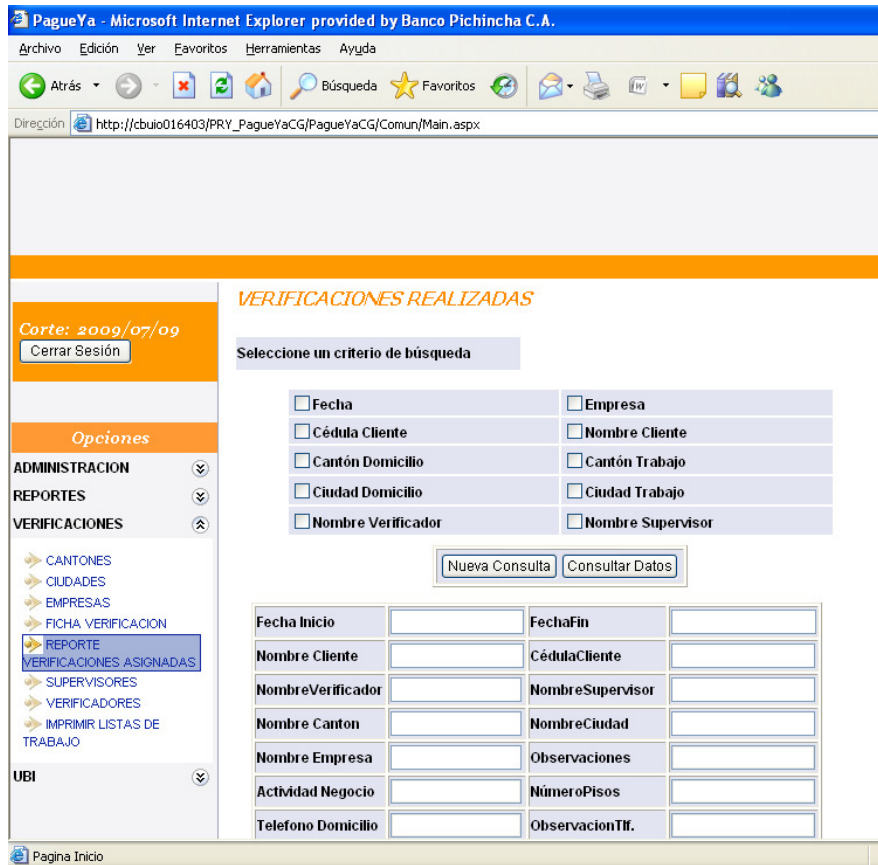 PagueYa - Microsoft Internet Explorer provided by Banco Pichincha C.A.
Archivo Edición Ver Favoritos Herramientas Ayuda
Atrás Búsqueda Favoritos
Dirección http://cbuio016403/PRY_PagueYaCG/PagueYaCG/Comun/Main.aspx
VERIFICACIONES REALIZADAS
Corte: 2009/07/09
Cerrar Sesión
Seleccione un criterio de búsqueda
Fecha Empresa
Cédula Cliente Nombre Cliente
Cantón Domicilio Cantón Trabajo
Ciudad Domicilio Ciudad Trabajo
Nombre Verificador Nombre Supervisor
Nueva Consulta Consultar Datos
Opciones
ADMINISTRACION
REPORTES
VERIFICACIONES
CANTONES
CIUDADES
EMPRESAS
FICHA VERIFICACION
REPORTE
VERIFICACIONES ASIGNADAS
SUPERVISORES
VERIFICADORES
IMPRIMIR LISTAS DE
TRABAJO
UBI
Fecha Inicio FechaFin
Nombre Cliente CédulaCliente
NombreVerificador NombreSupervisor
Nombre Canton NombreCiudad
Nombre Empresa Observaciones
Actividad Negocio NúmeroPisos
Telefono Domicilio ObservacionTlf.
Pagina Inicio